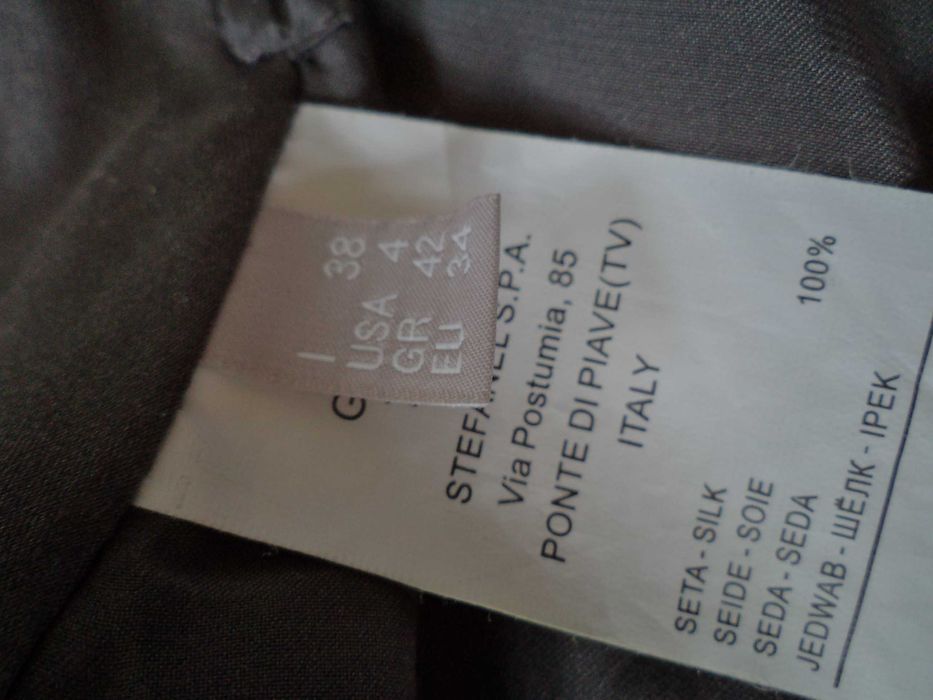 I 38
USA 4
GR 42
EU 34
G
STEFANEL S.P.A.
Via Postumia, 85
PONTE DI PIAVE(TV)
ITALY
100%
SETA - SILK
SEIDE - SOIE
SEDA - SEDA
JEDWAB - ШЁЛК - IPEK